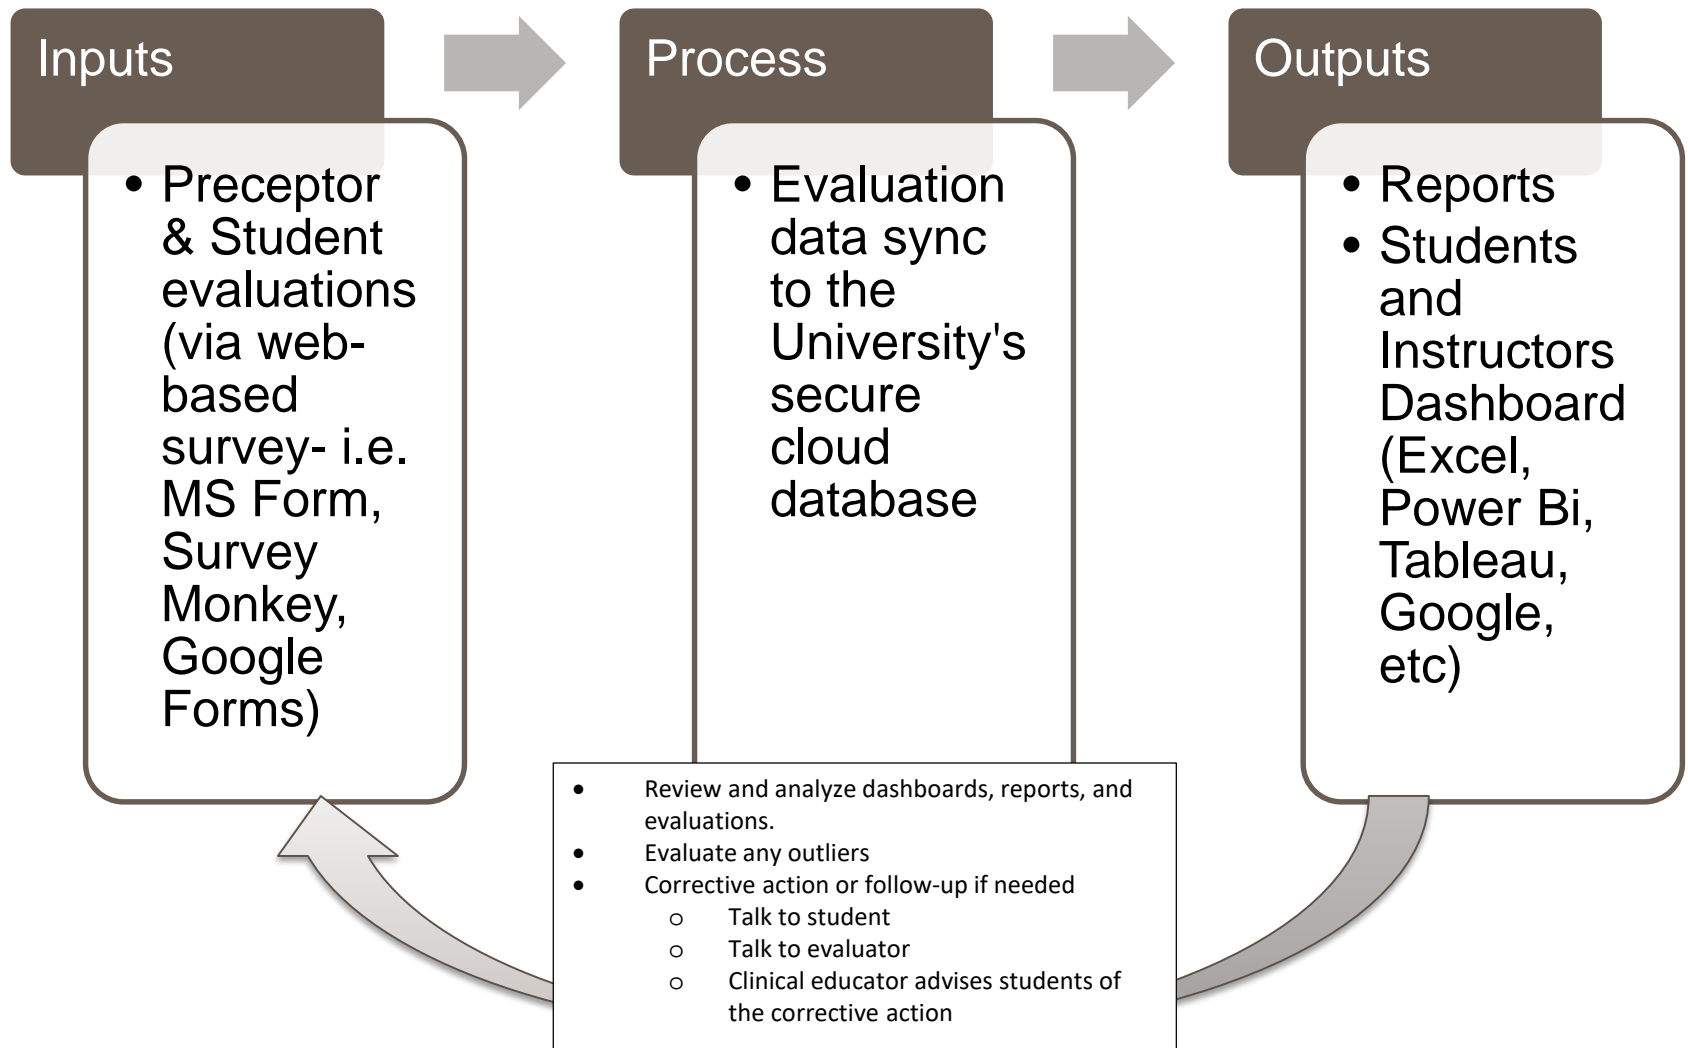 Inputs
• Preceptor
& Student
evaluations
(via web-
based
survey- i.e.
MS Form,
Survey
Monkey,
Google
Forms)
Process
• Evaluation
data sync
to the
University's
secure
cloud
database
Outputs
• Reports
• Students
and
Instructors
Dashboard
(Excel,
Power Bi,
Tableau,
Google,
etc)
• Review and analyze dashboards, reports, and
evaluations.
• Evaluate any outliers
• Corrective action or follow-up if needed
o Talk to student
o Talk to evaluator
o Clinical educator advises students of
the corrective action